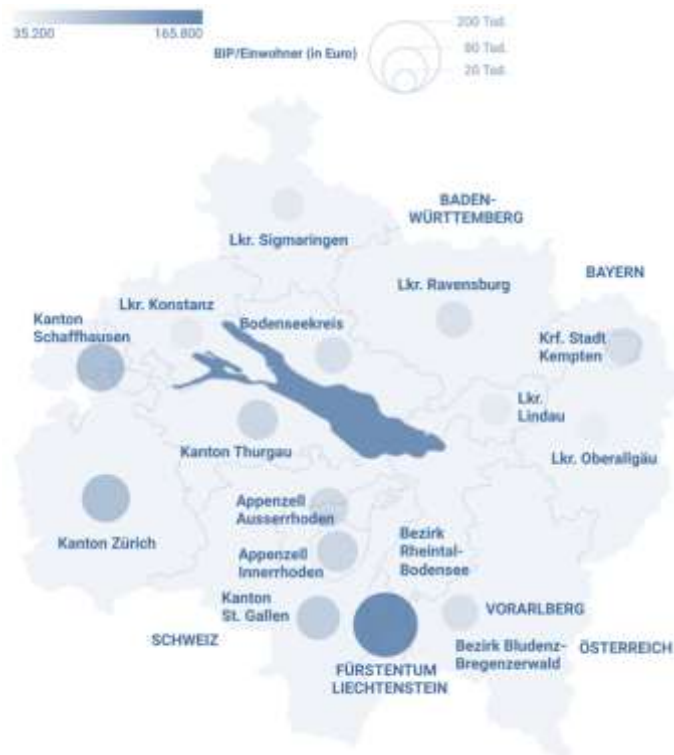 35.200
165.800
BIP/Einwohner (in Euro)
200 Tsd.
80 Tsd.
20 Tsd.
BADEN-
WÜRTTEMBERG
Lkr. Sigmaringen
Lkr. Ravensburg
BAYERN
Lkr. Konstanz
Kanton
Schaffhausen
Bodenseekreis
Krf. Stadt
Kempten
Lkr.
Lindau
Kanton Thurgau
Lkr. Oberallgäu
Appenzell
Ausserrhoden
Kanton Zürich
Bezirk
Rheintal-
Bodensee
Appenzell
Innerrhoden
Kanton
St. Gallen
VORARLBERG
SCHWEIZ
Bezirk Bludenz-
Bregenzerwald
ÖSTERREICH
FÜRSTENTUM
LIECHTENSTEIN